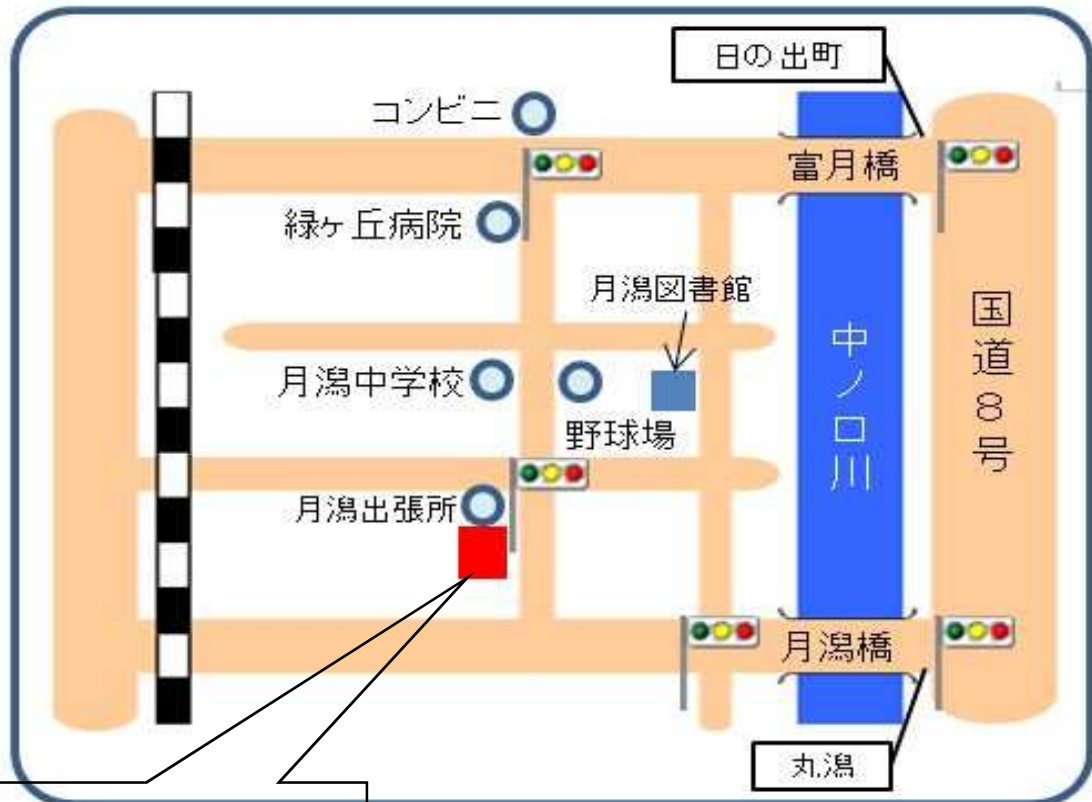 日の出町
コンビニ
富月橋
緑ヶ丘病院
月潟図書館
国道8号
中ノ口川
月潟中学校
野球場
月潟出張所
月潟橋
丸潟